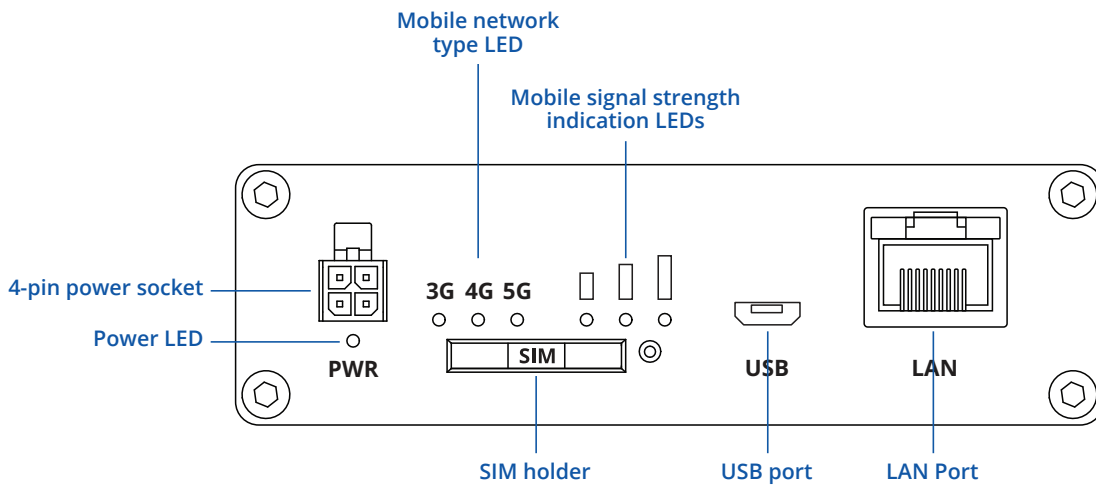 Mobile network
type LED
Mobile signal strength
indication LEDs
4-pin power socket
3G 4G 5G
Power LED
PWR
SIM
USB
LAN
SIM holder
USB port
LAN Port